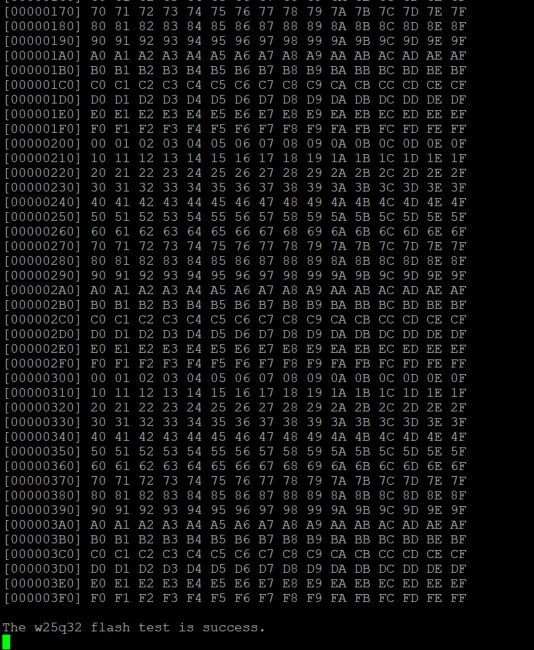 [00000170] 70 71 72 73 74 75 76 77 78 79 7A 7B 7C 7D 7E 7F
[00000180] 80 81 82 83 84 85 86 87 88 89 8A 8B 8C 8D 8E 8F
[00000190] 90 91 92 93 94 95 96 97 98 99 9A 9B 9C 9D 9E 9F
[000001A0] A0 A1 A2 A3 A4 A5 A6 A7 A8 A9 AA AB AC AD AE AF
[000001B0] B0 B1 B2 B3 B4 B5 B6 B7 B8 B9 BA BB BC BD BE BF
[000001C0] C0 C1 C2 C3 C4 C5 C6 C7 C8 C9 CA CB CC CD CE CF
[000001D0] D0 D1 D2 D3 D4 D5 D6 D7 D8 D9 DA DB DC DD DE DF
[000001E0] E0 E1 E2 E3 E4 E5 E6 E7 E8 E9 EA EB EC ED EE EF
[000001F0] F0 F1 F2 F3 F4 F5 F6 F7 F8 F9 FA FB FC FD FE FF
[00000200] 00 01 02 03 04 05 06 07 08 09 0A 0B 0C 0D 0E 0F
[00000210] 10 11 12 13 14 15 16 17 18 19 1A 1B 1C 1D 1E 1F
[00000220] 20 21 22 23 24 25 26 27 28 29 2A 2B 2C 2D 2E 2F
[00000230] 30 31 32 33 34 35 36 37 38 39 3A 3B 3C 3D 3E 3F
[00000240] 40 41 42 43 44 45 46 47 48 49 4A 4B 4C 4D 4E 4F
[00000250] 50 51 52 53 54 55 56 57 58 59 5A 5B 5C 5D 5E 5F
[00000260] 60 61 62 63 64 65 66 67 68 69 6A 6B 6C 6D 6E 6F
[00000270] 70 71 72 73 74 75 76 77 78 79 7A 7B 7C 7D 7E 7F
[00000280] 80 81 82 83 84 85 86 87 88 89 8A 8B 8C 8D 8E 8F
[00000290] 90 91 92 93 94 95 96 97 98 99 9A 9B 9C 9D 9E 9F
[000002A0] A0 A1 A2 A3 A4 A5 A6 A7 A8 A9 AA AB AC AD AE AF
[000002B0] B0 B1 B2 B3 B4 B5 B6 B7 B8 B9 BA BB BC BD BE BF
[000002C0] C0 C1 C2 C3 C4 C5 C6 C7 C8 C9 CA CB CC CD CE CF
[000002D0] D0 D1 D2 D3 D4 D5 D6 D7 D8 D9 DA DB DC DD DE DF
[000002E0] E0 E1 E2 E3 E4 E5 E6 E7 E8 E9 EA EB EC ED EE EF
[000002F0] F0 F1 F2 F3 F4 F5 F6 F7 F8 F9 FA FB FC FD FE FF
[00000300] 00 01 02 03 04 05 06 07 08 09 0A 0B 0C 0D 0E 0F
[00000310] 10 11 12 13 14 15 16 17 18 19 1A 1B 1C 1D 1E 1F
[00000320] 20 21 22 23 24 25 26 27 28 29 2A 2B 2C 2D 2E 2F
[00000330] 30 31 32 33 34 35 36 37 38 39 3A 3B 3C 3D 3E 3F
[00000340] 40 41 42 43 44 45 46 47 48 49 4A 4B 4C 4D 4E 4F
[00000350] 50 51 52 53 54 55 56 57 58 59 5A 5B 5C 5D 5E 5F
[00000360] 60 61 62 63 64 65 66 67 68 69 6A 6B 6C 6D 6E 6F
[00000370] 70 71 72 73 74 75 76 77 78 79 7A 7B 7C 7D 7E 7F
[00000380] 80 81 82 83 84 85 86 87 88 89 8A 8B 8C 8D 8E 8F
[00000390] 90 91 92 93 94 95 96 97 98 99 9A 9B 9C 9D 9E 9F
[000003A0] A0 A1 A2 A3 A4 A5 A6 A7 A8 A9 AA AB AC AD AE AF
[000003B0] B0 B1 B2 B3 B4 B5 B6 B7 B8 B9 BA BB BC BD BE BF
[000003C0] C0 C1 C2 C3 C4 C5 C6 C7 C8 C9 CA CB CC CD CE CF
[000003D0] D0 D1 D2 D3 D4 D5 D6 D7 D8 D9 DA DB DC DD DE DF
[000003E0] E0 E1 E2 E3 E4 E5 E6 E7 E8 E9 EA EB EC ED EE EF
[000003F0] F0 F1 F2 F3 F4 F5 F6 F7 F8 F9 FA FB FC FD FE FF
The w25q32 flash test is success.